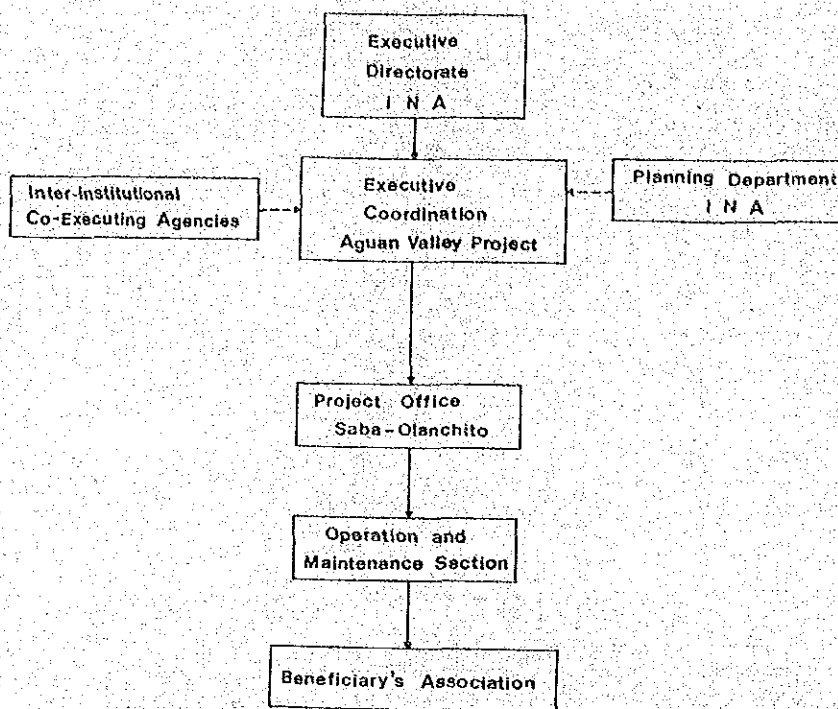 Executive
Directorate
I N A
Inter-institutional
Co-Executing Agencies
Executive
Coordination
Aguan Valley Project
Planning Department
I N A
Project Office
Saba-Olanchito
Operation and
Maintenance Section
Beneficiary's Association